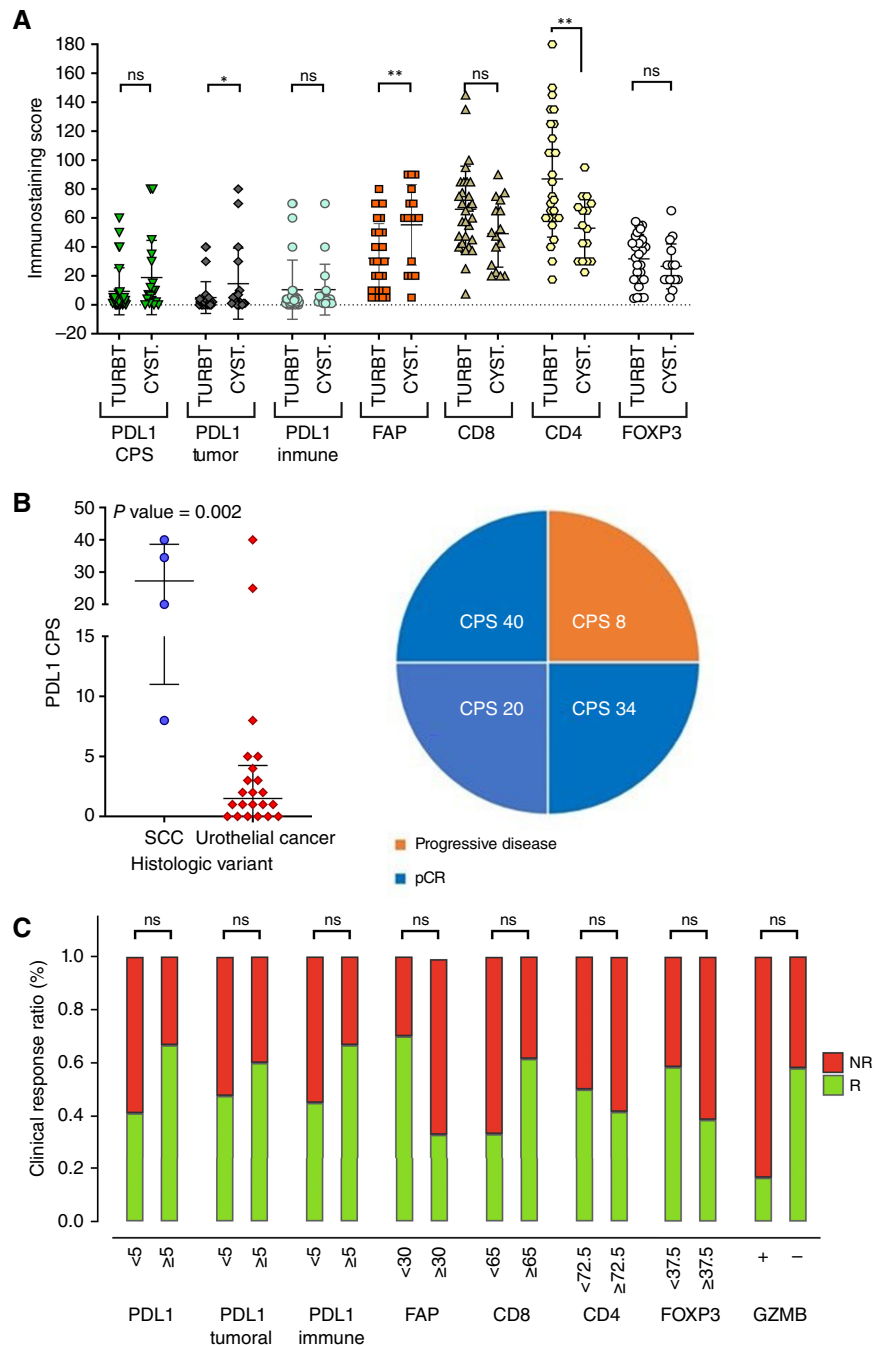 A
180
160
140
120
100
80
60
40
20
0
−20
Immunostaining score
ns
*
ns
**
ns
**
ns
TURBT CYST. TURBT CYST. TURBT CYST. TURBT CYST. TURBT CYST. TURBT CYST. TURBT CYST.
PDL1 PDL1 PDL1 FAP CD8 CD4 FOXP3
CPS tumor inmune
B
P value = 0.002
50
40
30
20
15
10
5
0
PDL1 CPS
SCC Urothelial cancer
Histologic variant
CPS 40 CPS 8
CPS 20 CPS 34
Progressive disease
pCR
C
ns ns ns ns ns ns ns ns
1.0
0.8
0.6
0.4
0.2
0.0
Clinical response ratio (%)
NR
R
<5 ≥5 <5 ≥5 <5 ≥5 <30 ≥30 <65 ≥65 <72.5 ≥72.5 <37.5 ≥37.5 + −
PDL1 PDL1 PDL1 FAP CD8 CD4 FOXP3 GZMB
tumoral immune